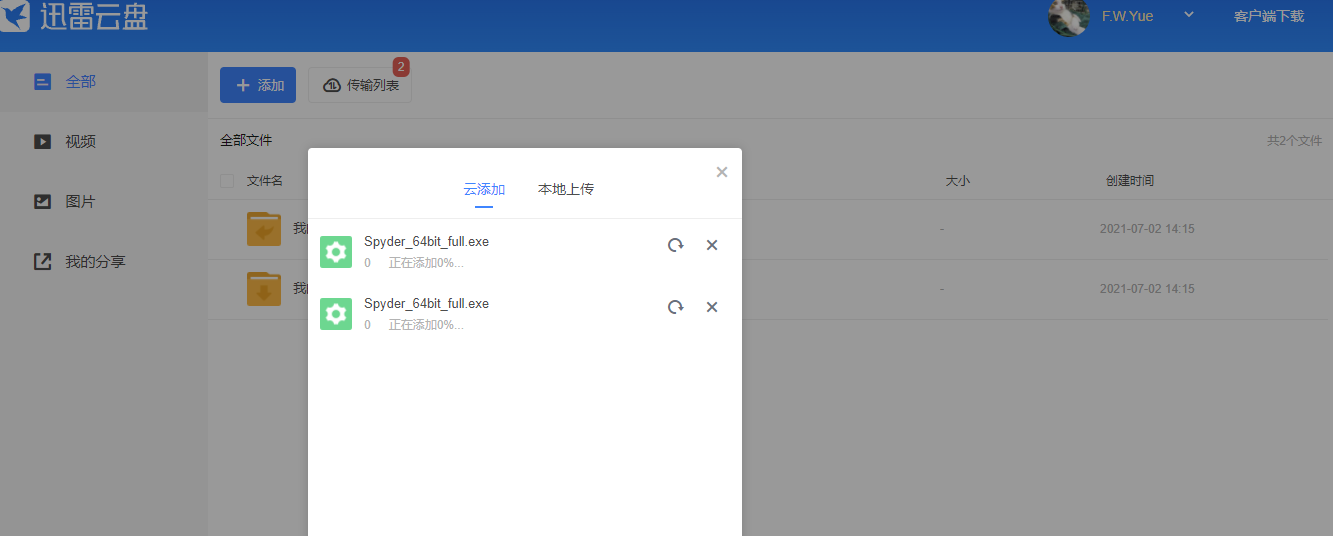 迅雷云盘
F.W.Yue
客户端下载
全部
添加
传输列表
2
视频
全部文件
共2个文件
文件名
大小
创建时间
云添加
本地上传
图片
我
-
2021-07-02 14:15
Spyder_64bit_full.exe
0 正在添加0%...
我的分享
我
-
2021-07-02 14:15
Spyder_64bit_full.exe
0 正在添加0%...